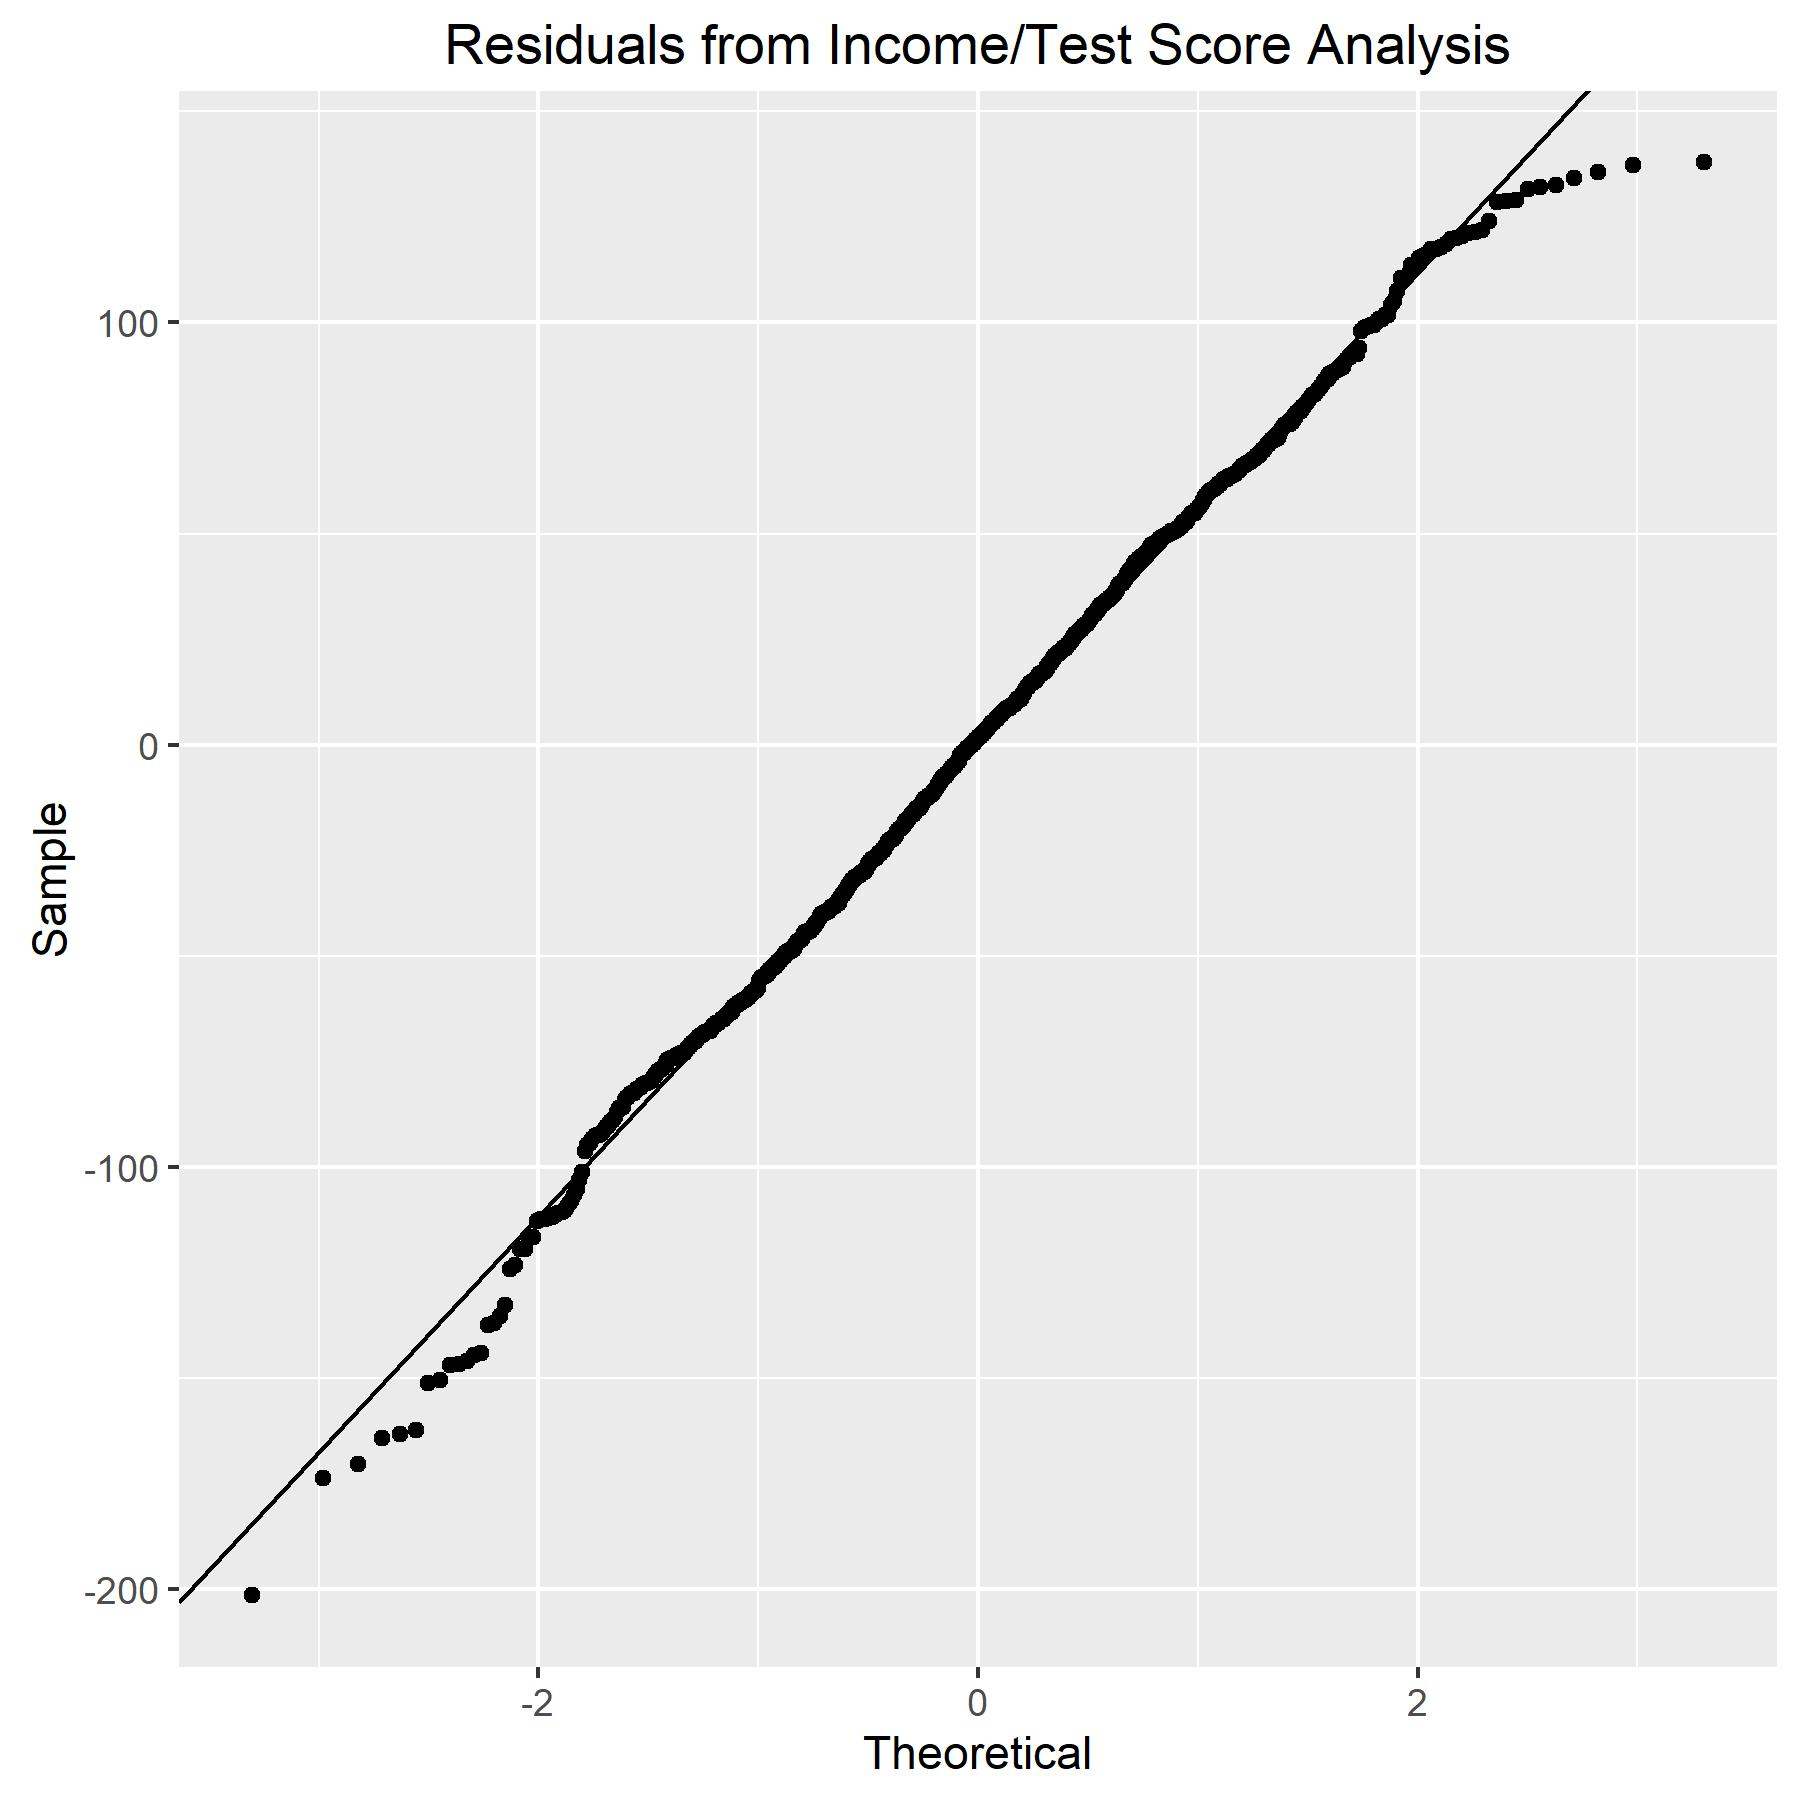 Residuals from Income/Test Score Analysis
100
0
-100
-200
Sample
-2
0
2
Theoretical